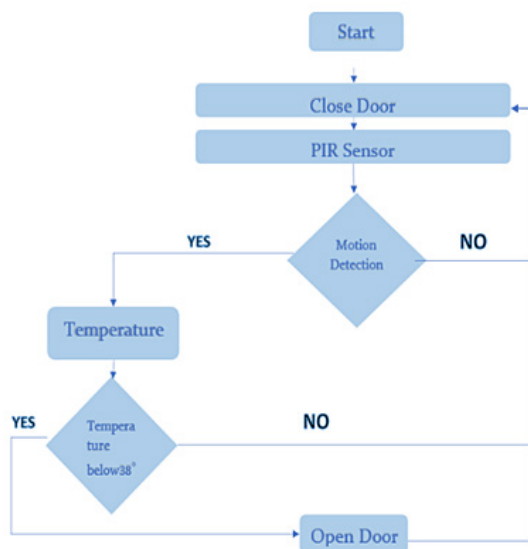 Start
Close Door
PIR Sensor
Motion
Detection
YES
NO
Temperature
Tempera
ture
below38°
YES
NO
Open Door